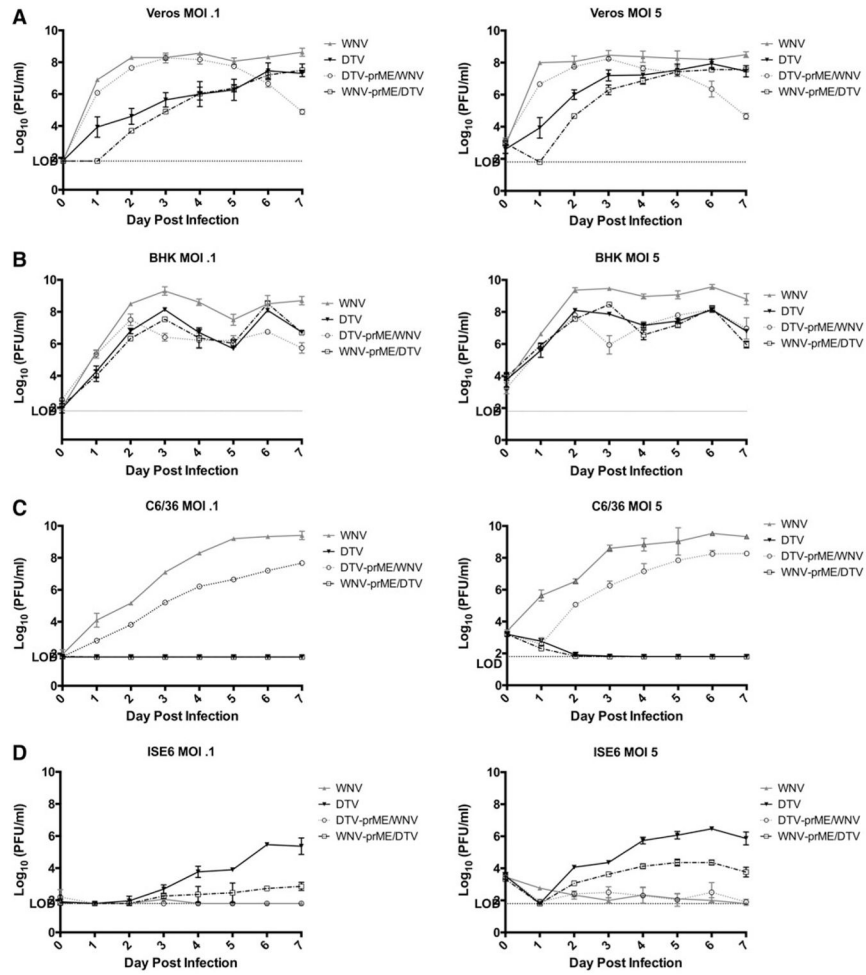 A
Veros MOI .1
Log10 (PFU/ml)
10
8
6
4
2
LOD
0
0 1 2 3 4 5 6 7
Day Post Infection
WNV
DTV
DTV-prME/WNV
WNV-prME/DTV
Veros MOI 5
Log10 (PFU/ml)
10
8
6
4
2
LOD
0
0 1 2 3 4 5 6 7
Day Post Infection
WNV
DTV
DTV-prME/WNV
WNV-prME/DTV
B
BHK MOI .1
Log10 (PFU/ml)
10
8
6
4
2
LOD
0
0 1 2 3 4 5 6 7
Day Post Infection
WNV
DTV
DTV-prME/WNV
WNV-prME/DTV
BHK MOI 5
Log10 (PFU/ml)
10
8
6
4
2
LOD
0
0 1 2 3 4 5 6 7
Day Post Infection
WNV
DTV
DTV-prME/WNV
WNV-prME/DTV
C
C6/36 MOI .1
Log10 (PFU/ml)
10
8
6
4
2
LOD
0
0 1 2 3 4 5 6 7
Day Post Infection
WNV
DTV
DTV-prME/WNV
WNV-prME/DTV
C6/36 MOI 5
Log10 (PFU/ml)
10
8
6
4
2
LOD
0
0 1 2 3 4 5 6 7
Day Post Infection
WNV
DTV
DTV-prME/WNV
WNV-prME/DTV
D
ISE6 MOI .1
Log10 (PFU/ml)
10
8
6
4
2
LOD
0
0 1 2 3 4 5 6 7
Day Post Infection
WNV
DTV
DTV-prME/WNV
WNV-prME/DTV
ISE6 MOI 5
Log10 (PFU/ml)
10
8
6
4
2
LOD
0
0 1 2 3 4 5 6 7
Day Post Infection
WNV
DTV
DTV-prME/WNV
WNV-prME/DTV